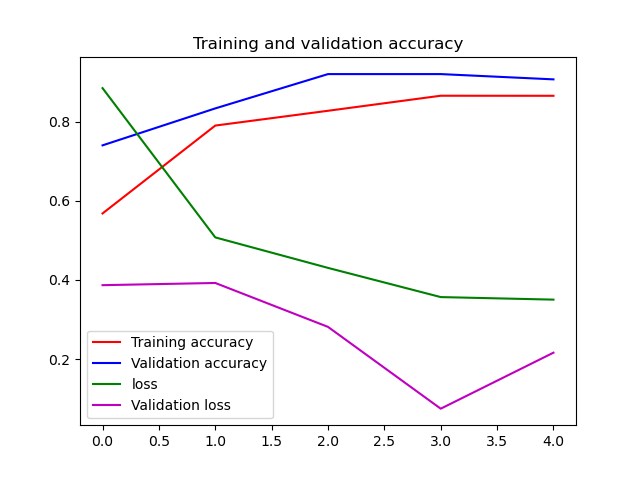 Training and validation accuracy
0.8
0.6
0.4
0.2
Training accuracy
Validation accuracy
loss
Validation loss
0.0 0.5 1.0 1.5 2.0 2.5 3.0 3.5 4.0